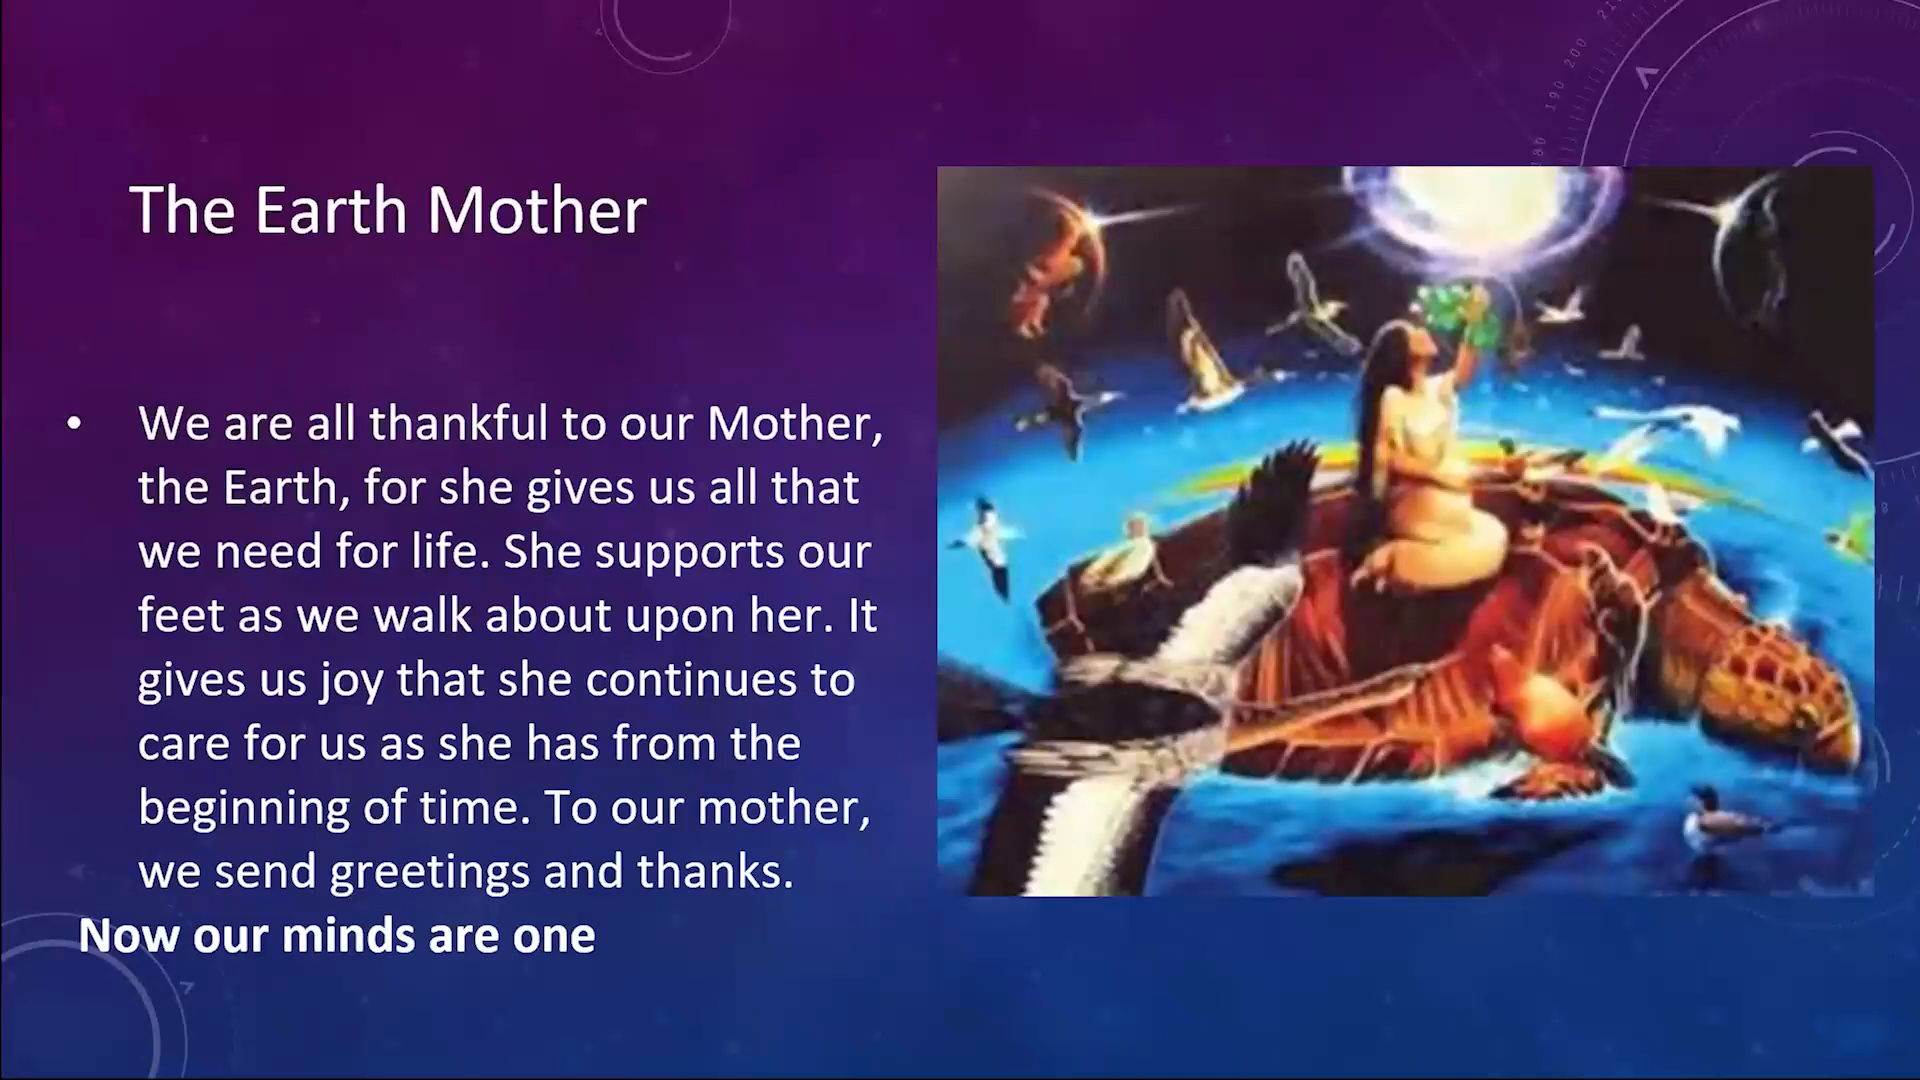 The Earth Mother
• We are all thankful to our Mother,
the Earth, for she gives us all that
we need for life. She supports our
feet as we walk about upon her. It
gives us joy that she continues to
care for us as she has from the
beginning of time. To our mother,
we send greetings and thanks.
Now our minds are one